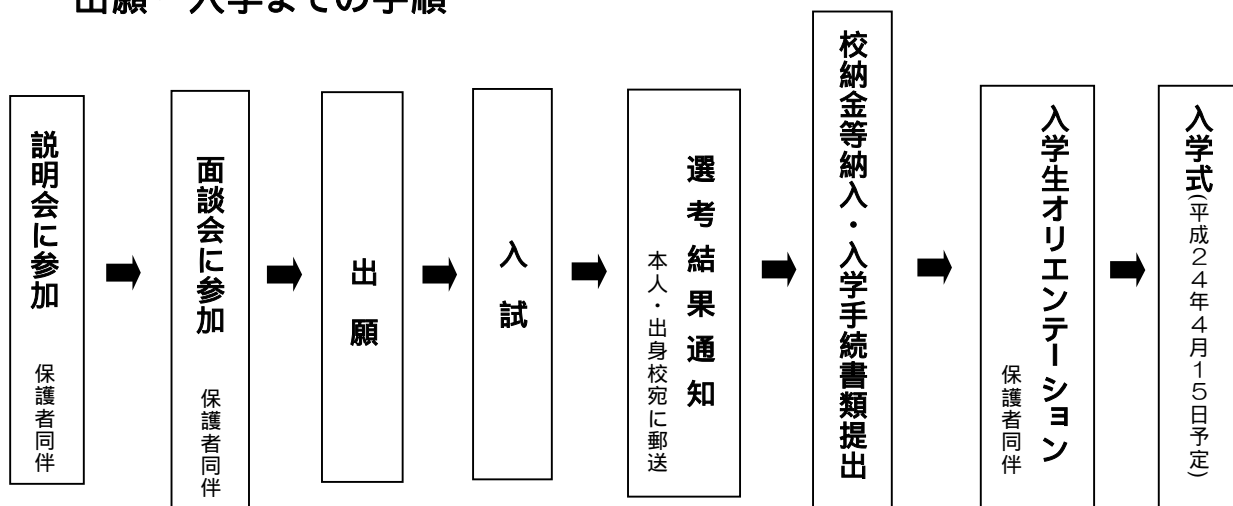 出願 入学までの手順
説明会に参加
保護者同伴
面談会に参加
保護者同伴
出願
入試
選考結果通知
本人・出身校宛に郵送
校納金等納入・入学手続書類提出
入学生オリエンテーション
保護者同伴
入学式(平成24年4月15日予定)